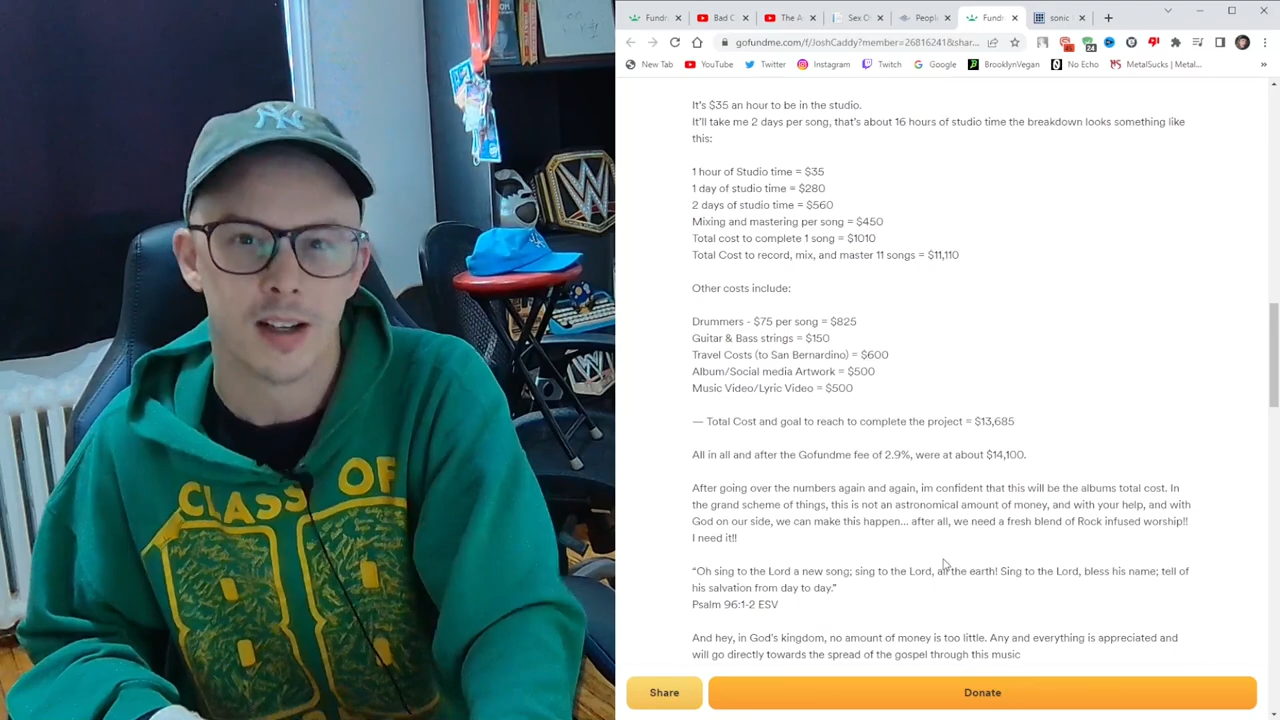 Fundr
Bad C
The A
Sex O
People
Fundr
sonic
gofundme.com/f/JoshCaddy?member=26816241&shar...
New Tab
YouTube
Twitter
Instagram
Twitch
Google
BrooklynVegan
No Echo
MetalSucks | Metal...
It's $35 an hour to be in the studio.
It'll take me 2 days per song, that's about 16 hours of studio time the breakdown looks something like
this:
1 hour of Studio time = $35
1 day of studio time = $280
2 days of studio time = $560
Mixing and mastering per song = $450
Total cost to complete 1 song = $1010
Total Cost to record, mix, and master 11 songs = $11,110
Other costs include:
Drummers - $75 per song = $825
Guitar & Bass strings = $150
Travel Costs (to San Bernardino) = $600
Album/Social media Artwork = $500
Music Video/Lyric Video = $500
— Total Cost and goal to reach to complete the project = $13,685
All in all and after the Gofundme fee of 2.9%, were at about $14,100.
After going over the numbers again and again, im confident that this will be the albums total cost. In
the grand scheme of things, this is not an astronomical amount of money, and with your help, and with
God on our side, we can make this happen... after all, we need a fresh blend of Rock infused worship!!
I need it!!
“Oh sing to the Lord a new song; sing to the Lord, all the earth! Sing to the Lord, bless his name; tell of
his salvation from day to day.”
Psalm 96:1-2 ESV
And hey, in God's kingdom, no amount of money is too little. Any and everything is appreciated and
will go directly towards the spread of the gospel through this music
Share
Donate
CLASS OF
88